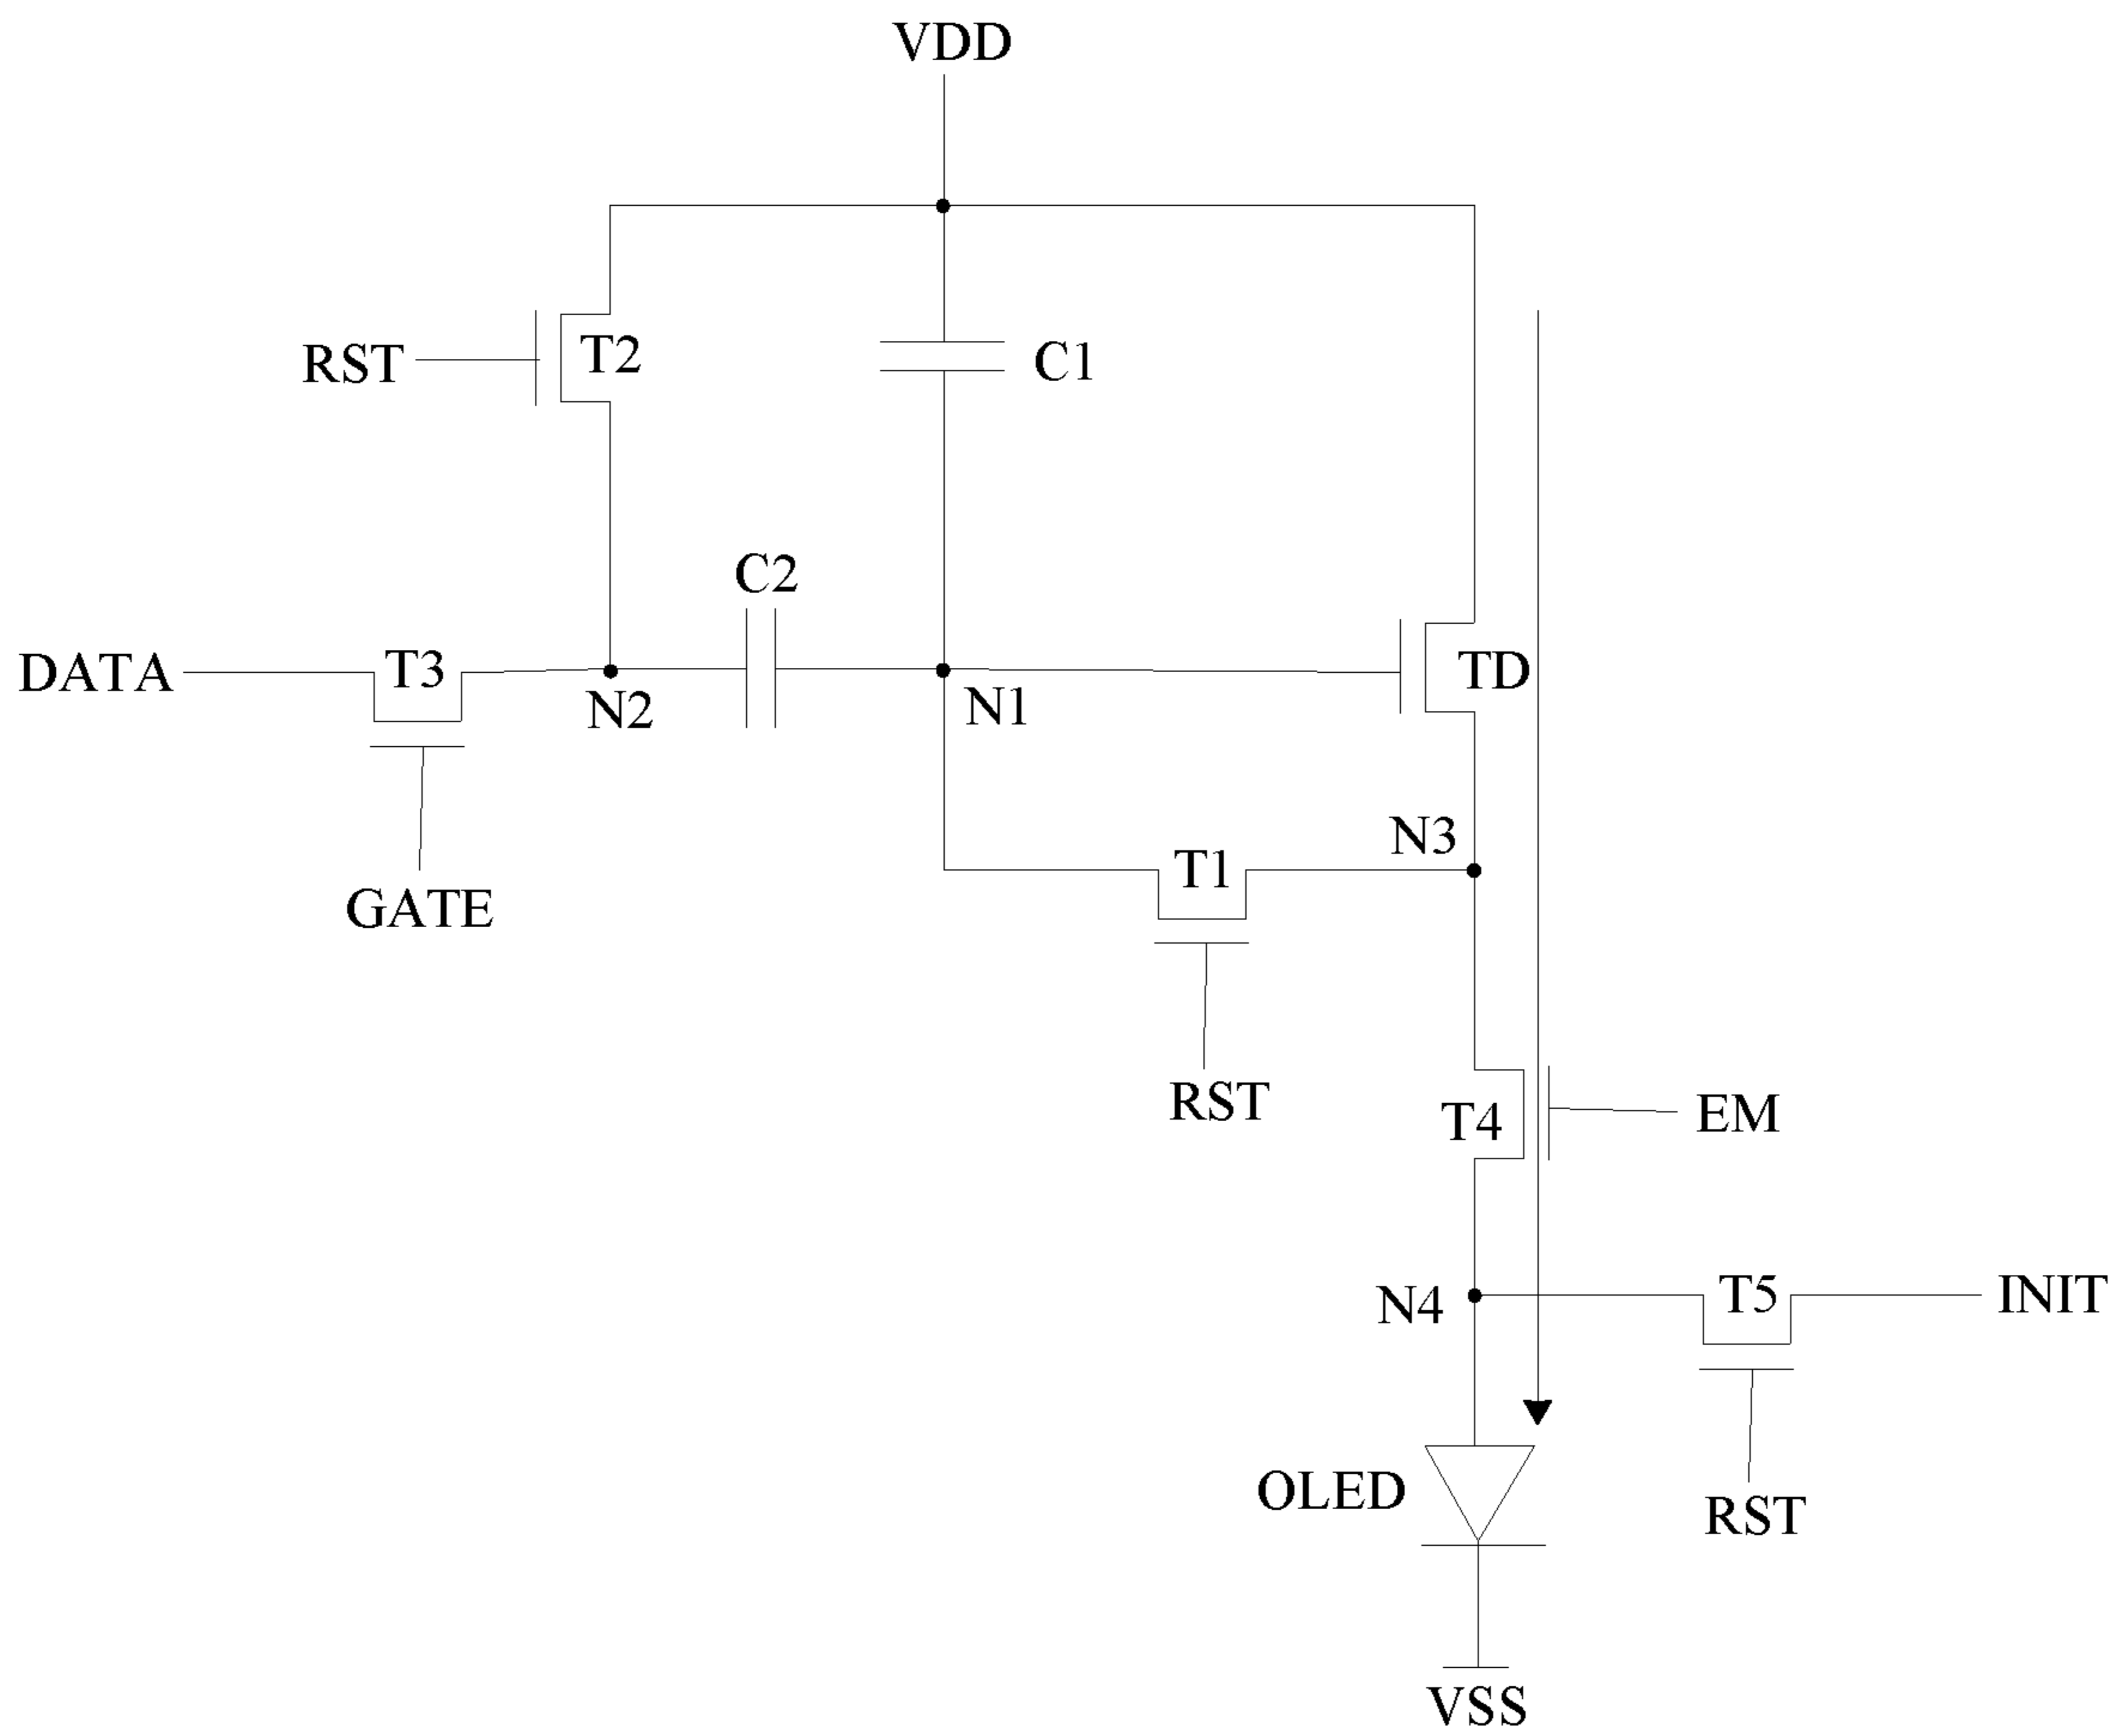 VDD
RST
T2
C1
C2
DATA
T3
N2
N1
TD
GATE
T1
N3
RST
T4
EM
N4
T5
INIT
OLED
RST
VSS